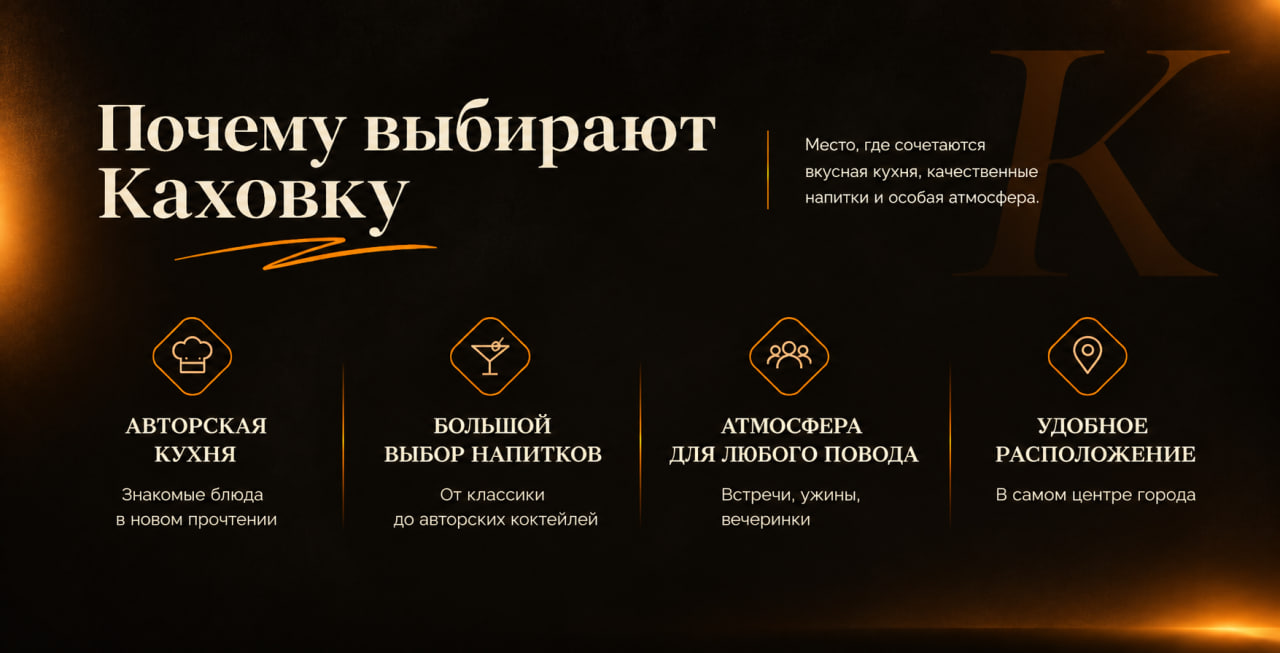 Почему выбирают
Каховку
Место, где сочетаются
вкусная кухня, качественные
напитки и особая атмосфера.
К
АВТОРСКАЯ
КУХНЯ
Знакомые блюда
в новом прочтении
БОЛЬШОЙ
ВЫБОР НАПИТКОВ
От классики
до авторских коктейлей
АТМОСФЕРА
ДЛЯ ЛЮБОГО ПОВОДА
Встречи, ужины,
вечеринки
УДОБНОЕ
РАСПОЛОЖЕНИЕ
В самом центре города